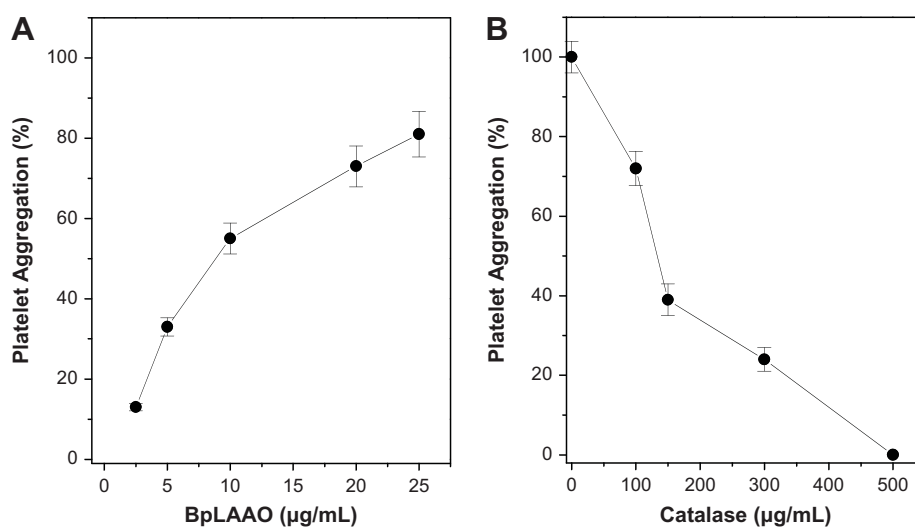 A
Platelet Aggregation (%)
100
80
60
40
20
0
0 5 10 15 20 25
BpLAAO (µg/mL)
B
Platelet Aggregation (%)
100
80
60
40
20
0
0 100 200 300 400 500
Catalase (µg/mL)